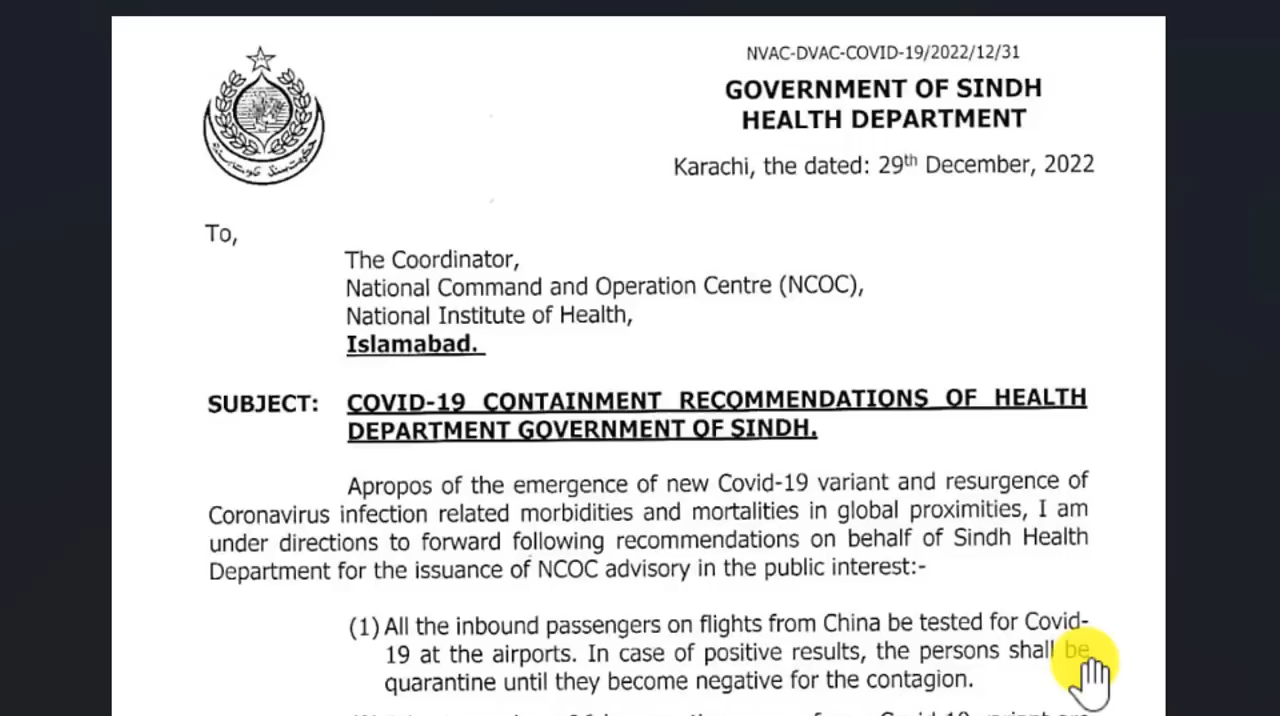 NVAC-DVAC-COVID-19/2022/12/31
GOVERNMENT OF SINDH
HEALTH DEPARTMENT
Karachi, the dated: 29th December, 2022
To,
The Coordinator,
National Command and Operation Centre (NCOC),
National Institute of Health,
Islamabad.
SUBJECT: COVID-19 CONTAINMENT RECOMMENDATIONS OF HEALTH
DEPARTMENT GOVERNMENT OF SINDH.
Apropos of the emergence of new Covid-19 variant and resurgence of
Coronavirus infection related morbidities and mortalities in global proximities, I am
under directions to forward following recommendations on behalf of Sindh Health
Department for the issuance of NCOC advisory in the public interest:-
(1) All the inbound passengers on flights from China be tested for Covid-
19 at the airports. In case of positive results, the persons shall be
quarantine until they become negative for the contagion.